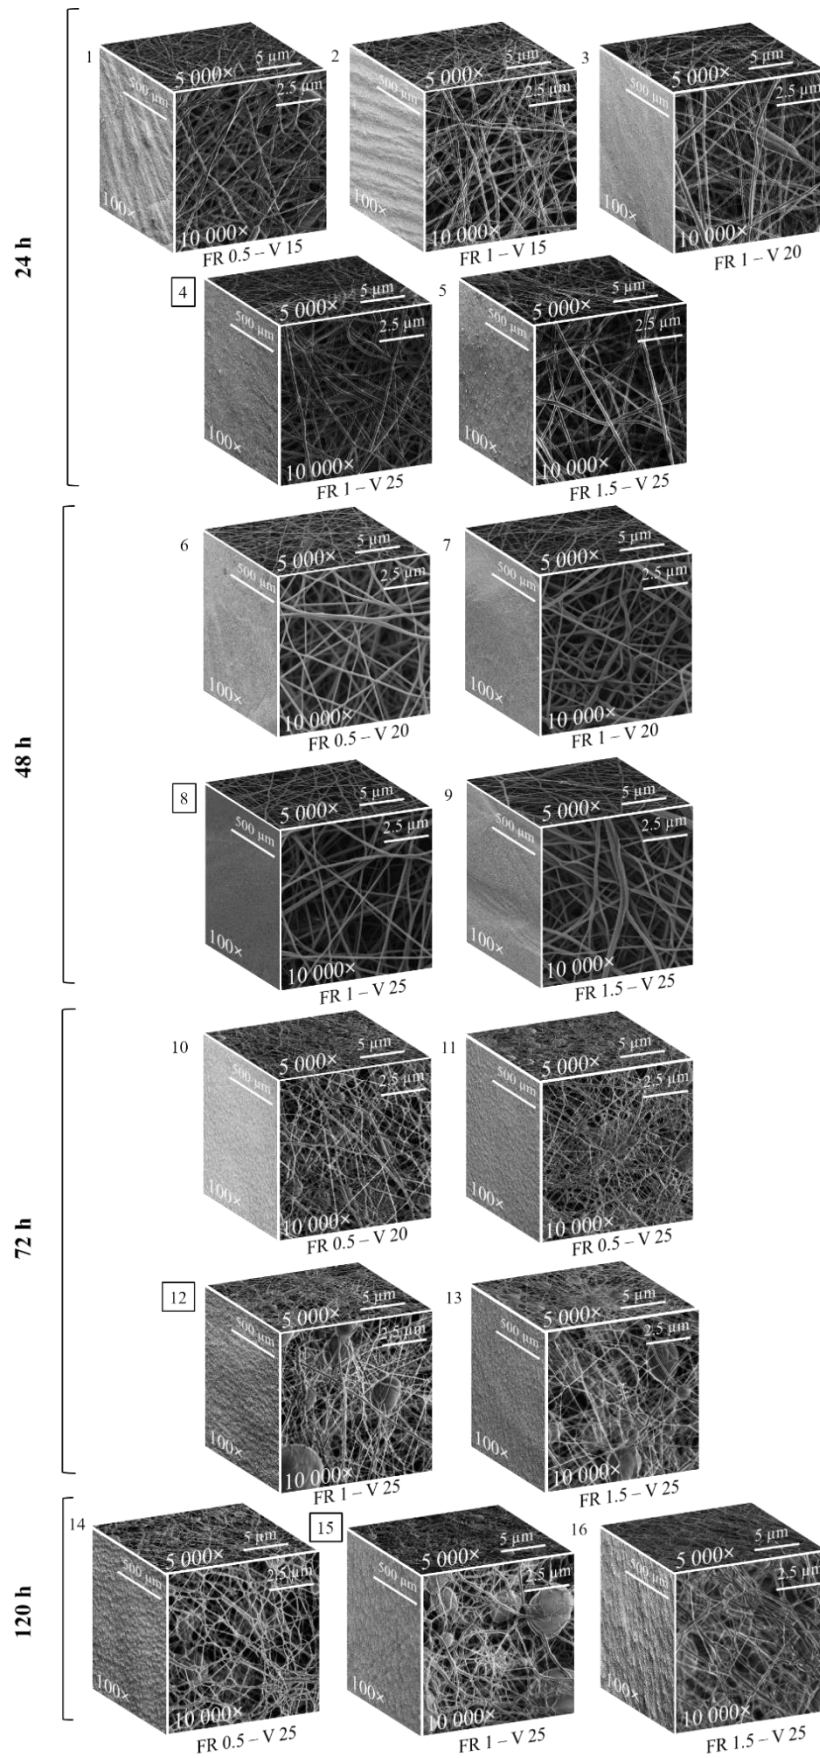 24 h
1
5 000×
5 µm
500 µm
2.5 µm
100×
10 000×
FR 0.5 – V 15
2
5 000×
5 µm
500 µm
2.5 µm
100×
10 000×
FR 1 – V 15
3
5 000×
5 µm
500 µm
2.5 µm
100×
10 000×
FR 1 – V 20
4
5 000×
5 µm
500 µm
2.5 µm
100×
10 000×
FR 1 – V 25
5
5 000×
5 µm
500 µm
2.5 µm
100×
10 000×
FR 1.5 – V 25
48 h
6
5 000×
5 µm
500 µm
2.5 µm
100×
10 000×
FR 0.5 – V 20
7
5 000×
5 µm
500 µm
2.5 µm
100×
10 000×
FR 1 – V 20
8
5 000×
5 µm
500 µm
2.5 µm
100×
10 000×
FR 1 – V 25
9
5 000×
5 µm
500 µm
2.5 µm
100×
10 000×
FR 1.5 – V 25
72 h
10
5 000×
5 µm
500 µm
2.5 µm
100×
10 000×
FR 0.5 – V 20
11
5 000×
5 µm
500 µm
2.5 µm
100×
10 000×
FR 0.5 – V 25
12
5 000×
5 µm
500 µm
2.5 µm
100×
10 000×
FR 1 – V 25
13
5 000×
5 µm
500 µm
2.5 µm
100×
10 000×
FR 1.5 – V 25
120 h
14
5 000×
5 µm
500 µm
2.5 µm
100×
10 000×
FR 0.5 – V 25
15
5 000×
5 µm
500 µm
2.5 µm
100×
10 000×
FR 1 – V 25
16
5 000×
5 µm
500 µm
2.5 µm
100×
10 000×
FR 1.5 – V 25